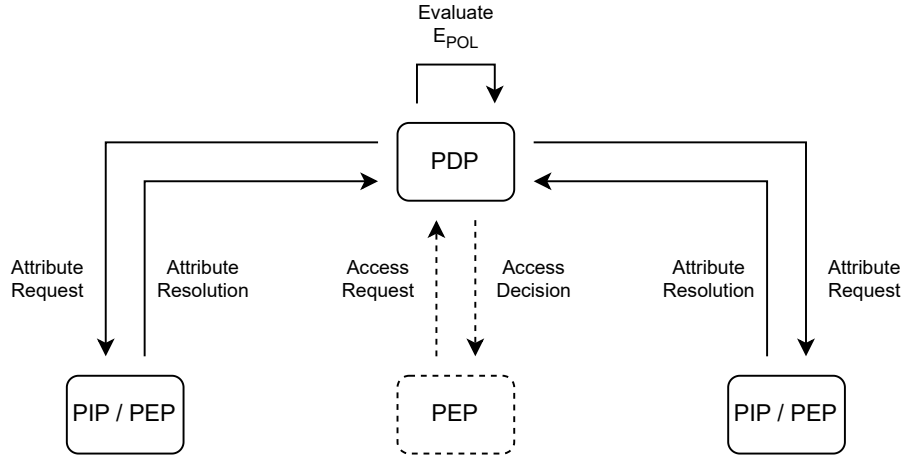 Evaluate
E_POL
PDP
Attribute
Request
Attribute
Resolution
Access
Request
Access
Decision
Attribute
Resolution
Attribute
Request
PIP / PEP
PEP
PIP / PEP